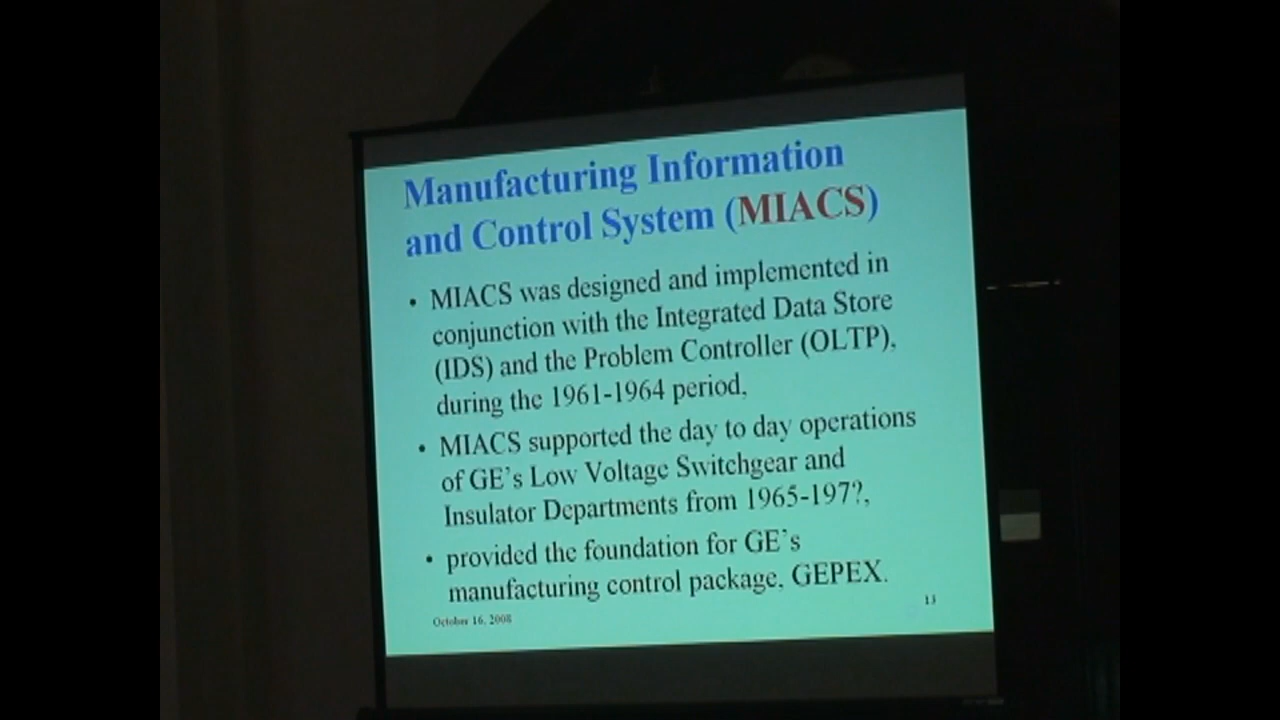 Manufacturing Information
and Control System (MIACS)
• MIACS was designed and implemented in
conjunction with the Integrated Data Store
(IDS) and the Problem Controller (OLTP),
during the 1961-1964 period,
• MIACS supported the day to day operations
of GE's Low Voltage Switchgear and
Insulator Departments from 1965-197?,
• provided the foundation for GE's
manufacturing control package, GEPEX.
October 16, 2008
13